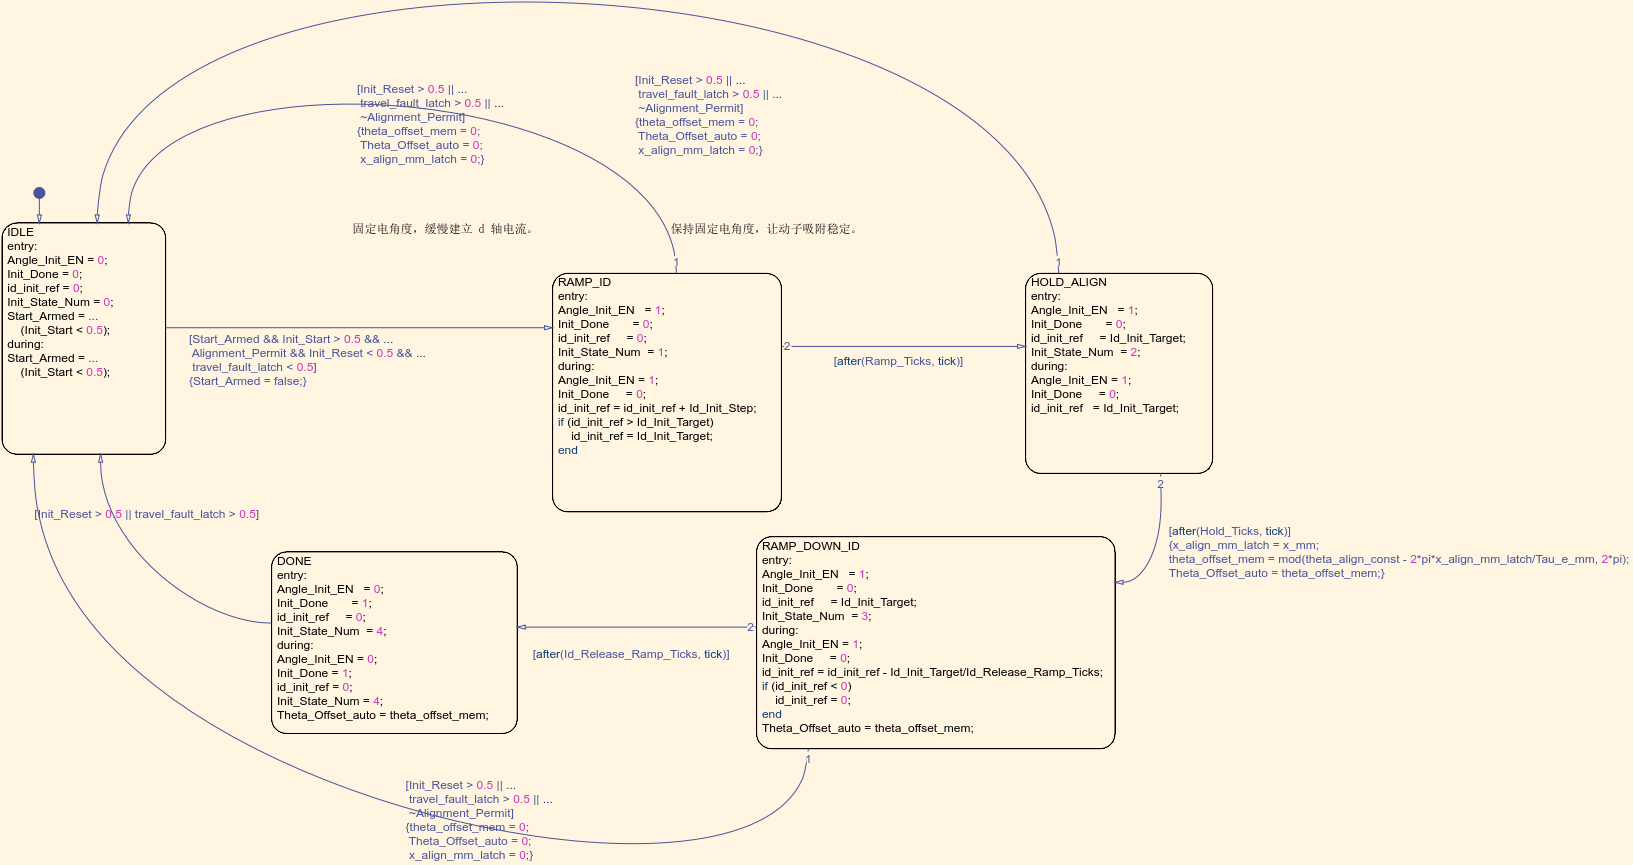 [Init_Reset > 0.5 || ...
travel_fault_latch > 0.5 || ...
~Alignment_Permit]
{theta_offset_mem = 0;
Theta_Offset_auto = 0;
x_align_mm_latch = 0;}
[Init_Reset > 0.5 || ...
travel_fault_latch > 0.5 || ...
~Alignment_Permit]
{theta_offset_mem = 0;
Theta_Offset_auto = 0;
x_align_mm_latch = 0;}
固定电角度，缓慢建立 d 轴电流。
保持固定电角度，让动子吸附稳定。
IDLE
entry:
Angle_Init_EN = 0;
Init_Done = 0;
id_init_ref = 0;
Init_State_Num = 0;
Start_Armed = ...
(Init_Start < 0.5);
during:
Start_Armed = ...
(Init_Start < 0.5);
[Start_Armed && Init_Start > 0.5 && ...
Alignment_Permit && Init_Reset < 0.5 && ...
travel_fault_latch < 0.5]
{Start_Armed = false;}
1
RAMP_ID
entry:
Angle_Init_EN = 1;
Init_Done = 0;
id_init_ref = 0;
Init_State_Num = 1;
during:
Angle_Init_EN = 1;
Init_Done = 0;
id_init_ref = id_init_ref + Id_Init_Step;
if (id_init_ref > Id_Init_Target)
id_init_ref = Id_Init_Target;
end
2
[after(Ramp_Ticks, tick)]
1
HOLD_ALIGN
entry:
Angle_Init_EN = 1;
Init_Done = 0;
id_init_ref = Id_Init_Target;
Init_State_Num = 2;
during:
Angle_Init_EN = 1;
Init_Done = 0;
id_init_ref = Id_Init_Target;
2
[after(Hold_Ticks, tick)]
{x_align_mm_latch = x_mm;
theta_offset_mem = mod(theta_align_const - 2*pi*x_align_mm_latch/Tau_e_mm, 2*pi);
Theta_Offset_auto = theta_offset_mem;}
[Init_Reset > 0.5 || travel_fault_latch > 0.5]
DONE
entry:
Angle_Init_EN = 0;
Init_Done = 1;
id_init_ref = 0;
Init_State_Num = 4;
during:
Angle_Init_EN = 0;
Init_Done = 1;
id_init_ref = 0;
Init_State_Num = 4;
Theta_Offset_auto = theta_offset_mem;
2
[after(Id_Release_Ramp_Ticks, tick)]
RAMP_DOWN_ID
entry:
Angle_Init_EN = 1;
Init_Done = 0;
id_init_ref = Id_Init_Target;
Init_State_Num = 3;
during:
Angle_Init_EN = 1;
Init_Done = 0;
id_init_ref = id_init_ref - Id_Init_Target/Id_Release_Ramp_Ticks;
if (id_init_ref < 0)
id_init_ref = 0;
end
Theta_Offset_auto = theta_offset_mem;
1
[Init_Reset > 0.5 || ...
travel_fault_latch > 0.5 || ...
~Alignment_Permit]
{theta_offset_mem = 0;
Theta_Offset_auto = 0;
x_align_mm_latch = 0;}